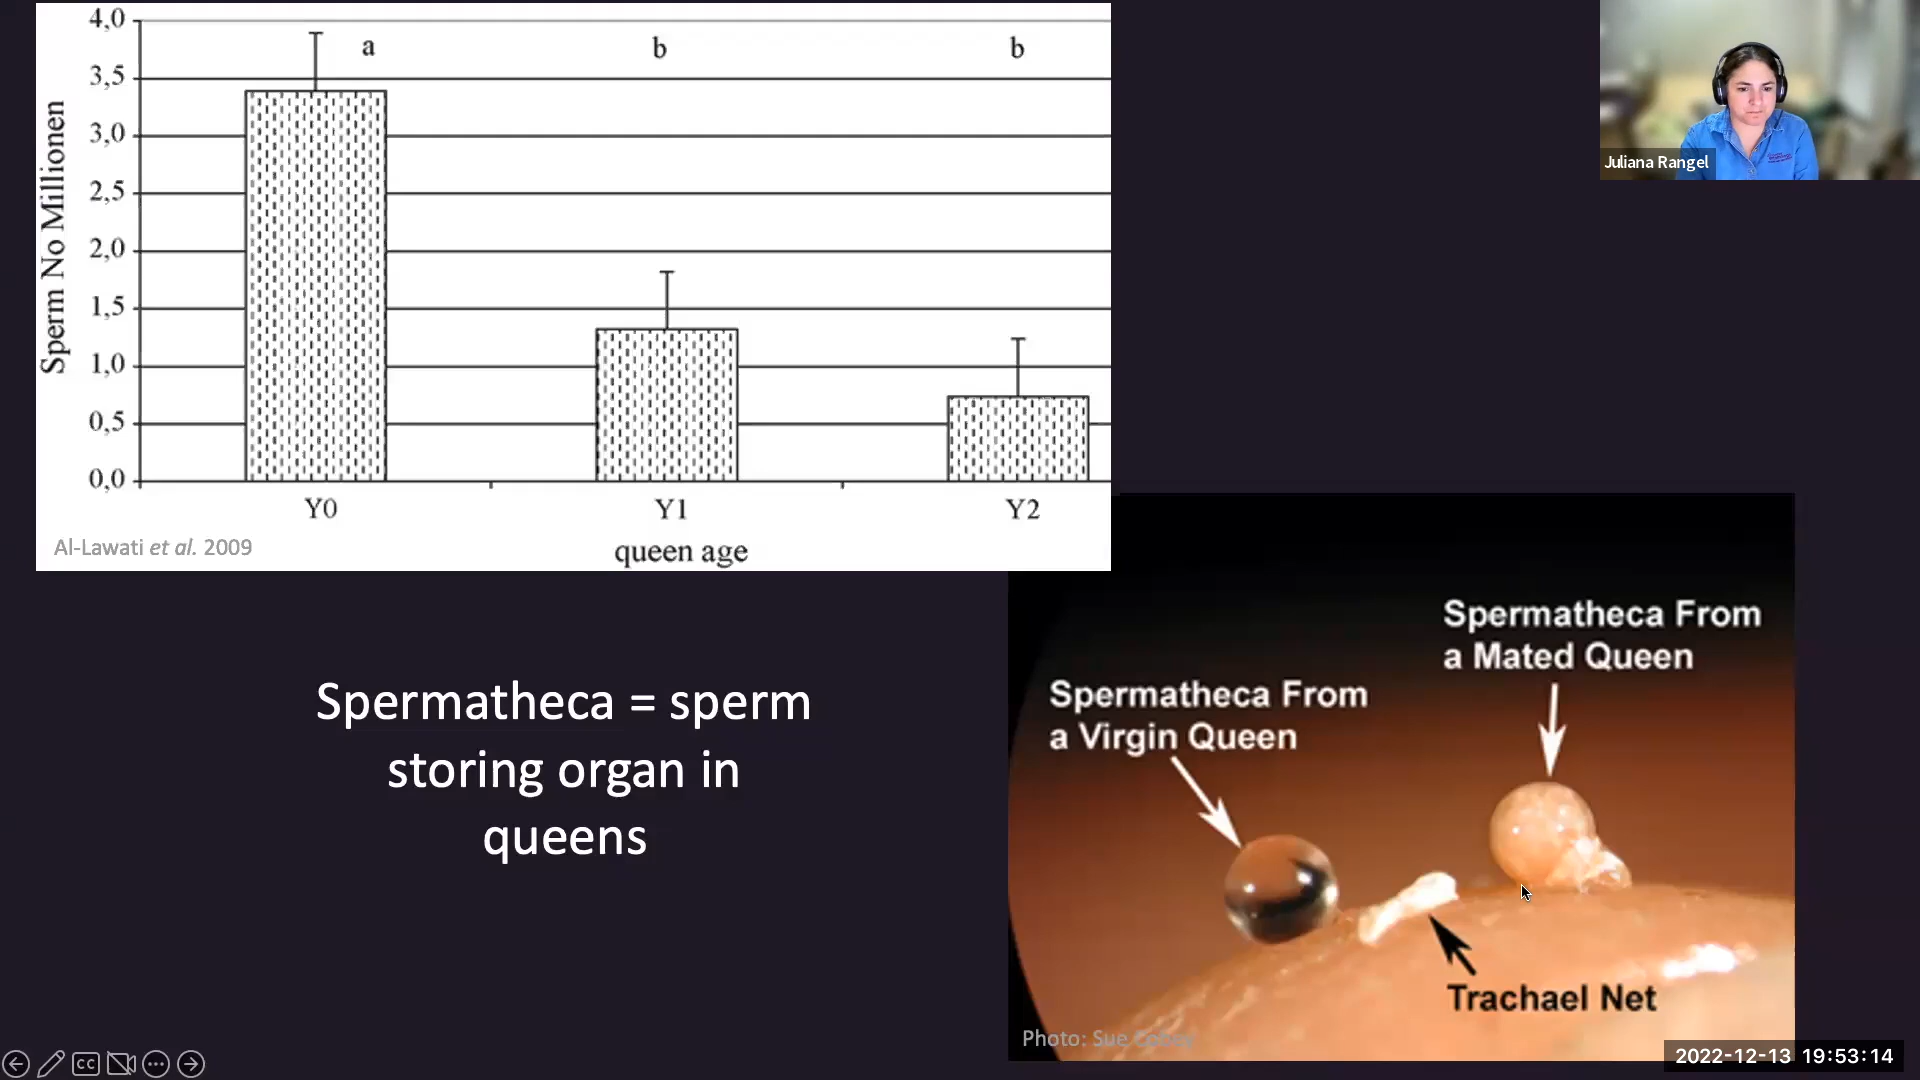 4,0
3,5
3,0
2,5
2,0
1,5
1,0
0,5
0,0
Sperm No Millionen
a
b
b
Y0
Y1
Y2
queen age
Al-Lawati et al. 2009
Juliana Rangel
Spermatheca = sperm
storing organ in
queens
Spermatheca From
a Virgin Queen
Spermatheca From
a Mated Queen
Trachael Net
Photo: Sue Cobey
CC
2022-12-13 19:53:14